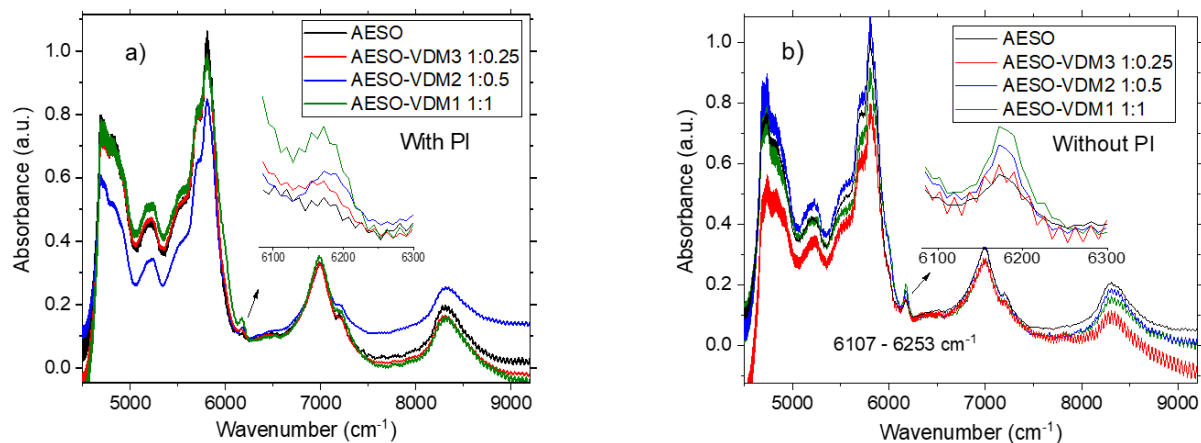 a)
AESO
AESO-VDM3 1:0.25
AESO-VDM2 1:0.5
AESO-VDM1 1:1
With PI
Absorbance (a.u.)
1.0
0.8
0.6
0.4
0.2
0.0
6100 6200 6300
5000 6000 7000 8000 9000
Wavenumber (cm⁻¹)
b)
AESO
AESO-VDM3 1:0.25
AESO-VDM2 1:0.5
AESO-VDM1 1:1
Without PI
Absorbance (a.u.)
1.0
0.8
0.6
0.4
0.2
0.0
6100 6200 6300
6107 - 6253 cm⁻¹
5000 6000 7000 8000 9000
Wavenumber (cm⁻¹)